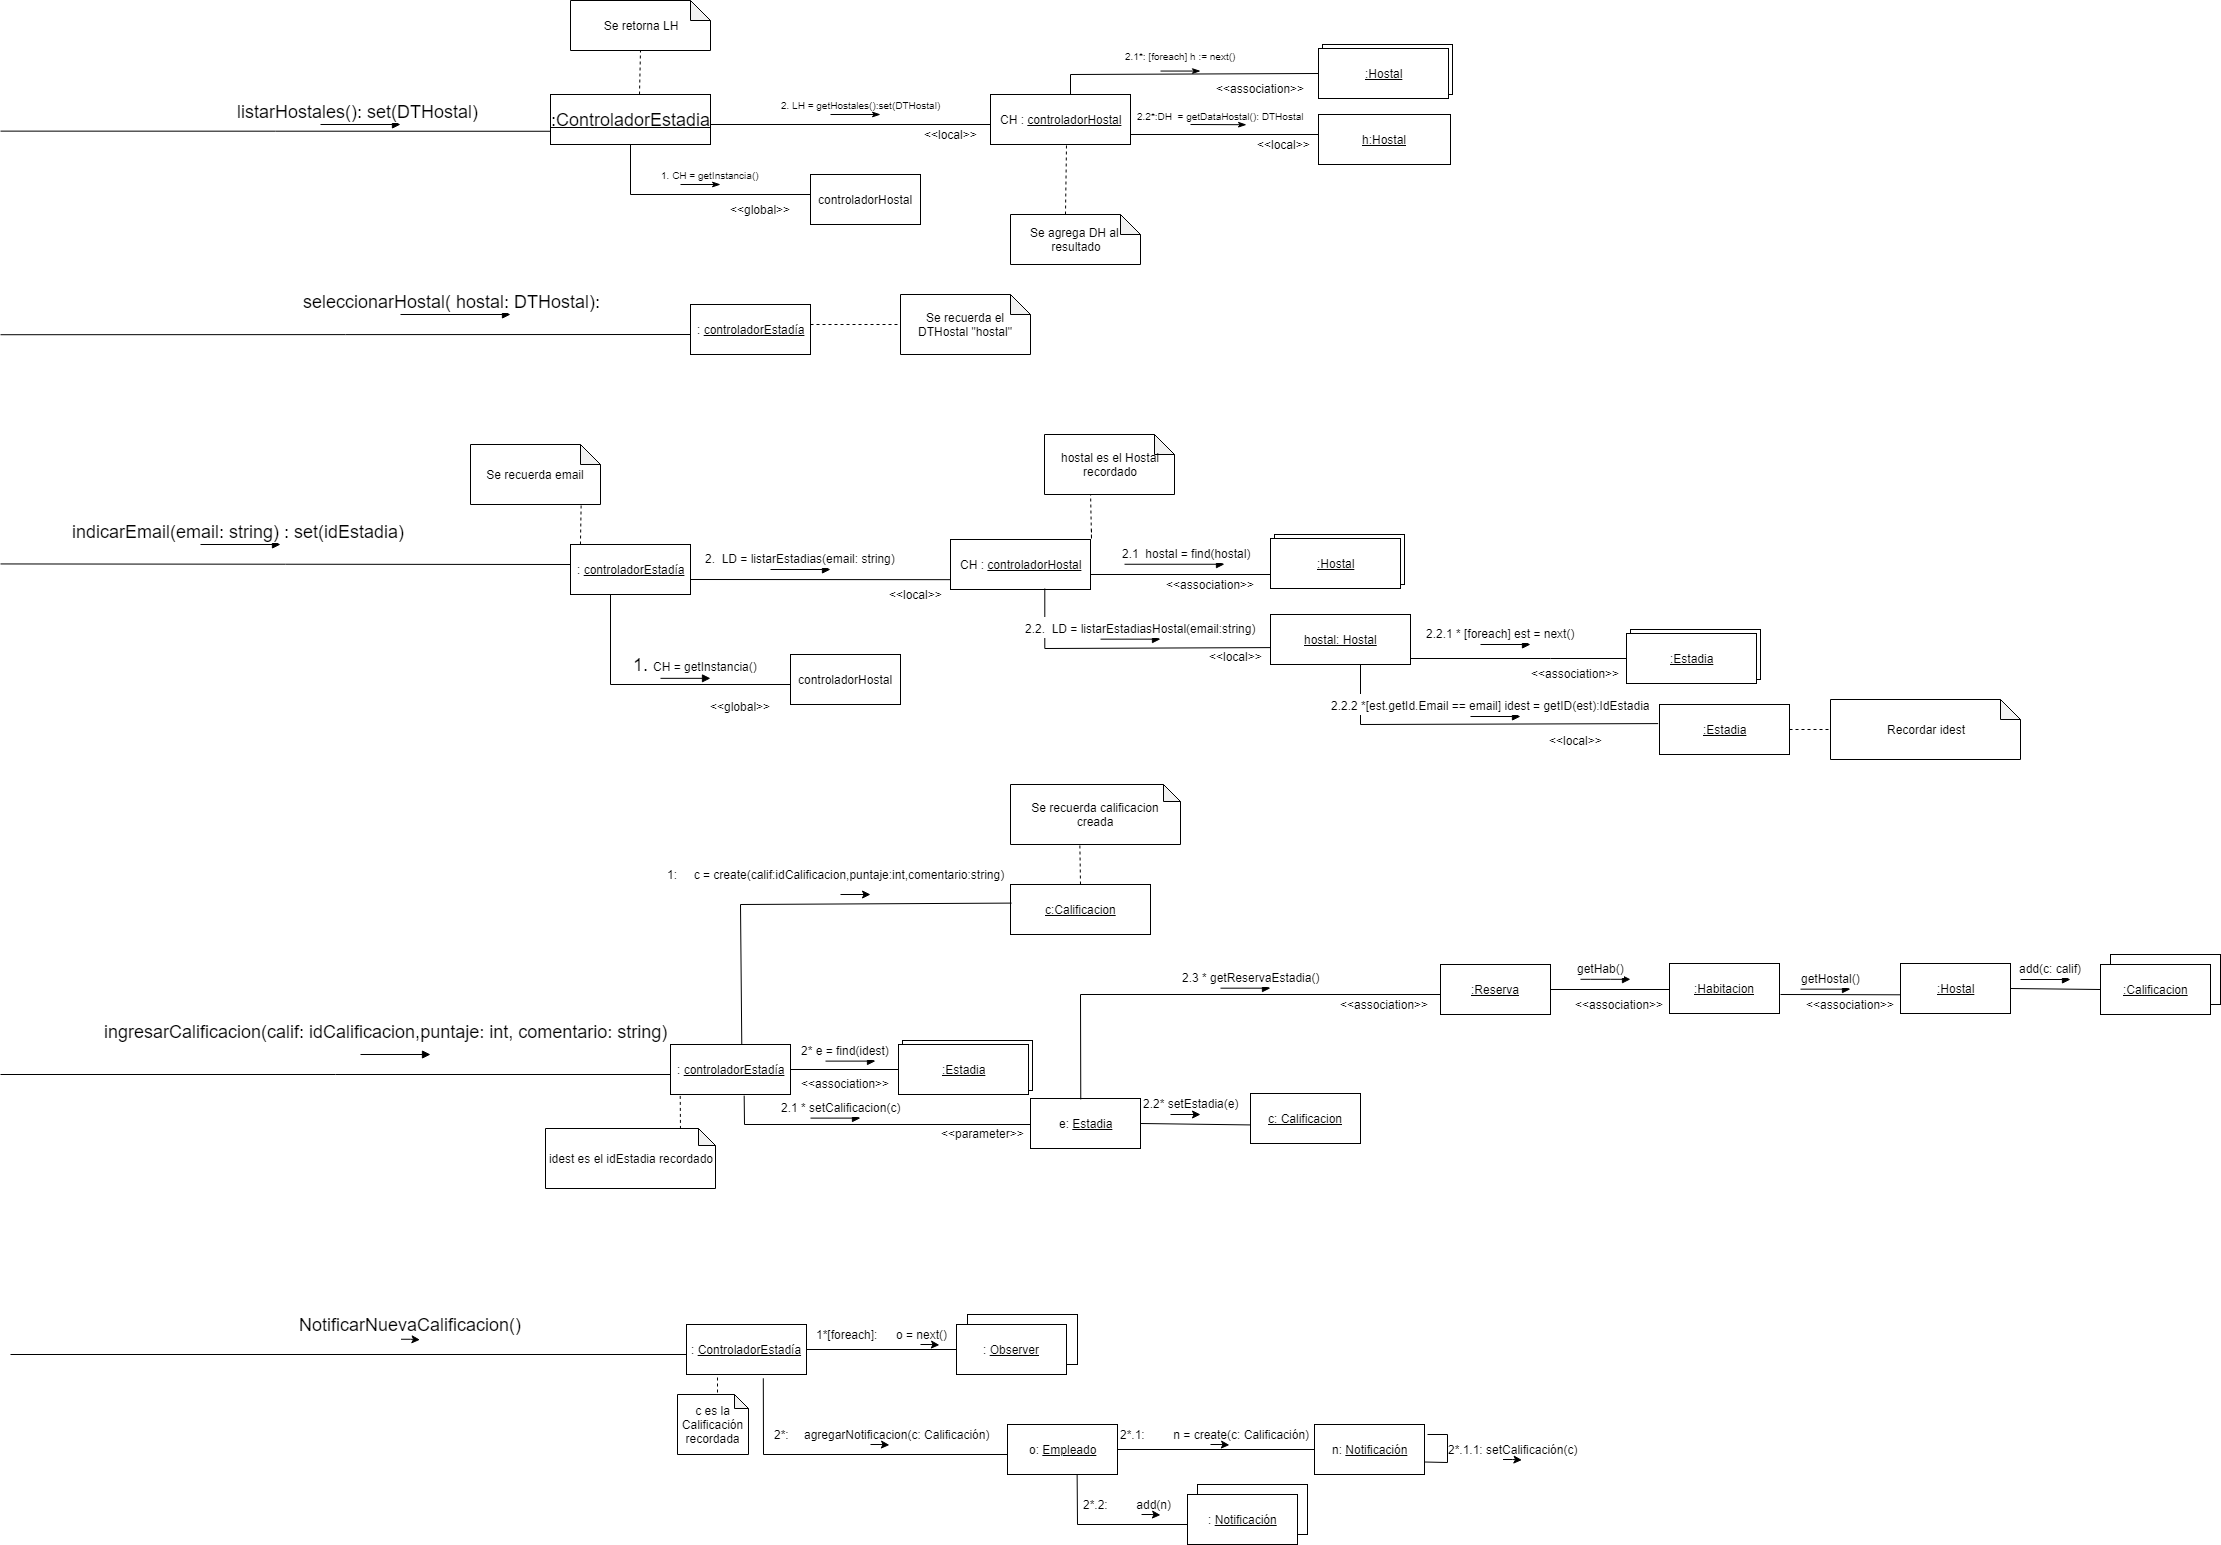 Se retorna LH
listarHostales(): set(DTHostal)
:ControladorEstadia
2. LH = getHostales():set(DTHostal)
<<local>>
CH : controladorHostal
2.1*: [foreach] h := next()
<<association>>
:Hostal
2.2*:DH  = getDataHostal(): DTHostal
<<local>>
h:Hostal
1. CH = getInstancia()
<<global>>
controladorHostal
Se agrega DH al
resultado
seleccionarHostal( hostal: DTHostal):
: controladorEstadía
Se recuerda el
DTHostal "hostal"
Se recuerda email
hostal es el Hostal
recordado
indicarEmail(email: string) : set(idEstadia)
: controladorEstadía
2.  LD = listarEstadias(email: string)
<<local>>
CH : controladorHostal
2.1  hostal = find(hostal)
<<association>>
:Hostal
2.2.  LD = listarEstadiasHostal(email:string)
<<local>>
hostal: Hostal
2.2.1 * [foreach] est = next()
<<association>>
:Estadia
1. CH = getInstancia()
<<global>>
controladorHostal
2.2.2 *[est.getId.Email == email] idest = getID(est):IdEstadia
<<local>>
:Estadia
Recordar idest
Se recuerda calificacion
creada
1:     c = create(calif:idCalificacion,puntaje:int,comentario:string)
c:Calificacion
2.3 * getReservaEstadia()
<<association>>
:Reserva
getHab()
<<association>>
:Habitacion
getHostal()
<<association>>
:Hostal
add(c: calif)
:Calificacion
ingresarCalificacion(calif: idCalificacion,puntaje: int, comentario: string)
: controladorEstadía
2* e = find(idest)
<<association>>
:Estadia
2.1 * setCalificacion(c)
<<parameter>>
e: Estadia
2.2* setEstadia(e)
c: Calificacion
idest es el idEstadia recordado
NotificarNuevaCalificacion()
: ControladorEstadía
1*[foreach]:     o = next()
: Observer
c es la
Calificación
recordada
2*:     agregarNotificacion(c: Calificación)
o: Empleado
2*.1:        n = create(c: Calificación)
n: Notificación
2*.1.1: setCalificación(c)
2*.2:        add(n)
: Notificación